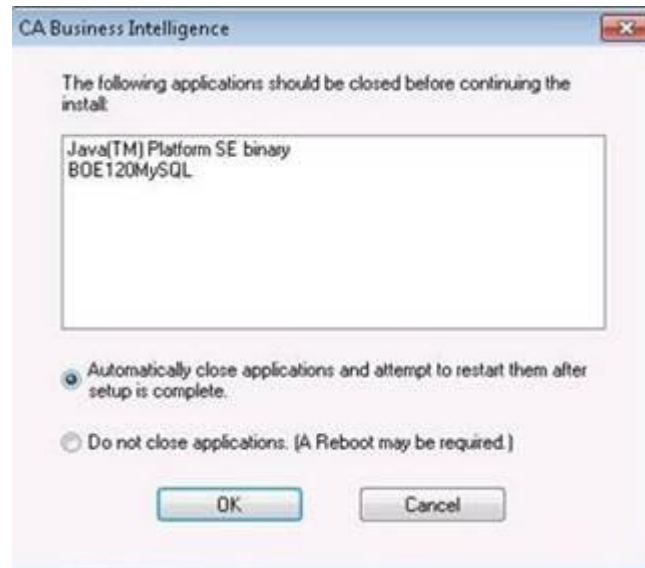 CA Business Intelligence
The following applications should be closed before continuing the
install:
Java(TM) Platform SE binary
BOE120MySQL
Automatically close applications and attempt to restart them after
setup is complete.
Do not close applications. (A Reboot may be required.)
OK
Cancel